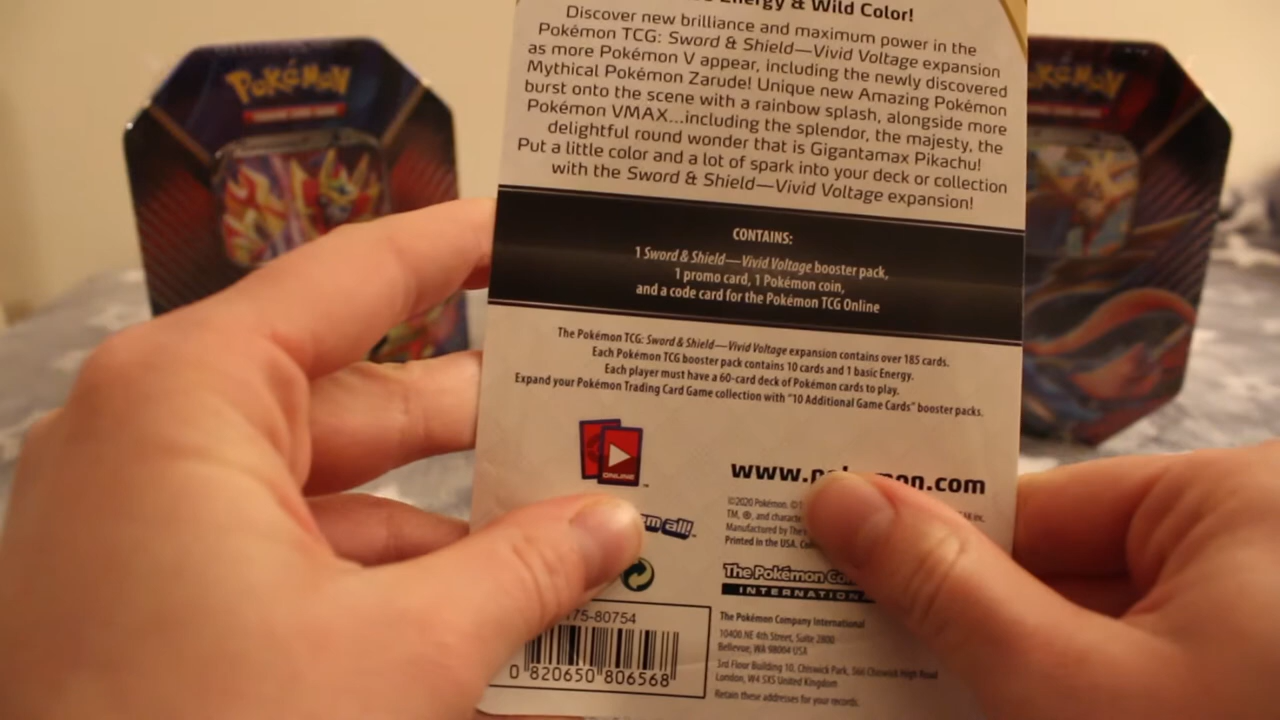 Energy & Wild Color!
Discover new brilliance and maximum power in the
Pokémon TCG: Sword & Shield—Vivid Voltage expansion
as more Pokémon V appear, including the newly discovered
Mythical Pokémon Zarude! Unique new Amazing Pokémon
burst onto the scene with a rainbow splash, alongside more
Pokémon VMAX...including the splendor, the majesty, the
delightful round wonder that is Gigantamax Pikachu!
Put a little color and a lot of spark into your deck or collection
with the Sword & Shield—Vivid Voltage expansion!
CONTAINS:
1 Sword & Shield—Vivid Voltage booster pack,
1 promo card, 1 Pokémon coin,
and a code card for the Pokémon TCG Online
The Pokémon TCG: Sword & Shield—Vivid Voltage expansion contains over 185 cards.
Each Pokémon TCG booster pack contains 10 cards and 1 basic Energy.
Each player must have a 60-card deck of Pokémon cards to play.
Expand your Pokémon Trading Card Game collection with "10 Additional Game Cards" booster packs.
ONLINE
™
www.p mon.com
'em all!
©2020 Pokémon.
TM, ®, and
Manufactured by
Printed in the USA.
The Pokémon
INTERNATION
75-80754
0 820650 806568
The Pokémon Company International
10400 NE 4th Street, Suite 2800
Bellevue, WA 98004 USA
3rd Floor Building 10, Chiswick Park, 566 Chiswick High Road
London, W4 5XS United Kingdom
Retain these addresses for your records.
POKéMON
KéMON